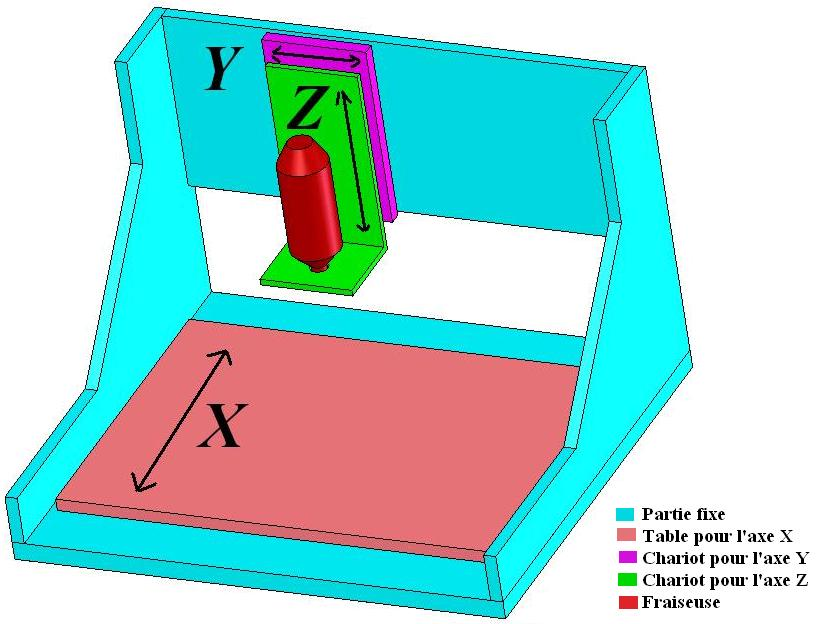 Y
Z
X
Partie fixe
Table pour l'axe X
Chariot pour l'axe Y
Chariot pour l'axe Z
Fraiseuse